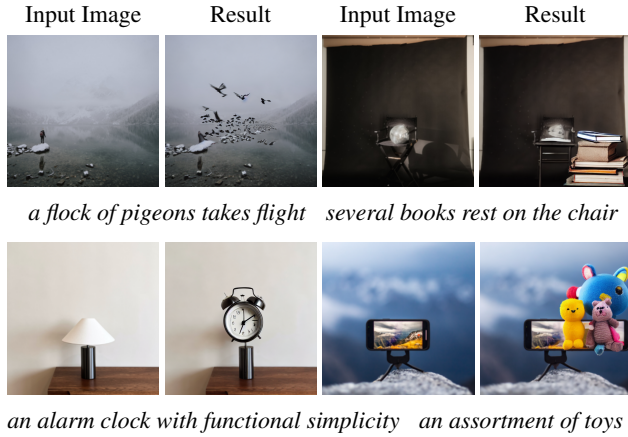 Input Image Result Input Image Result
a flock of pigeons takes flight several books rest on the chair
an alarm clock with functional simplicity an assortment of toys